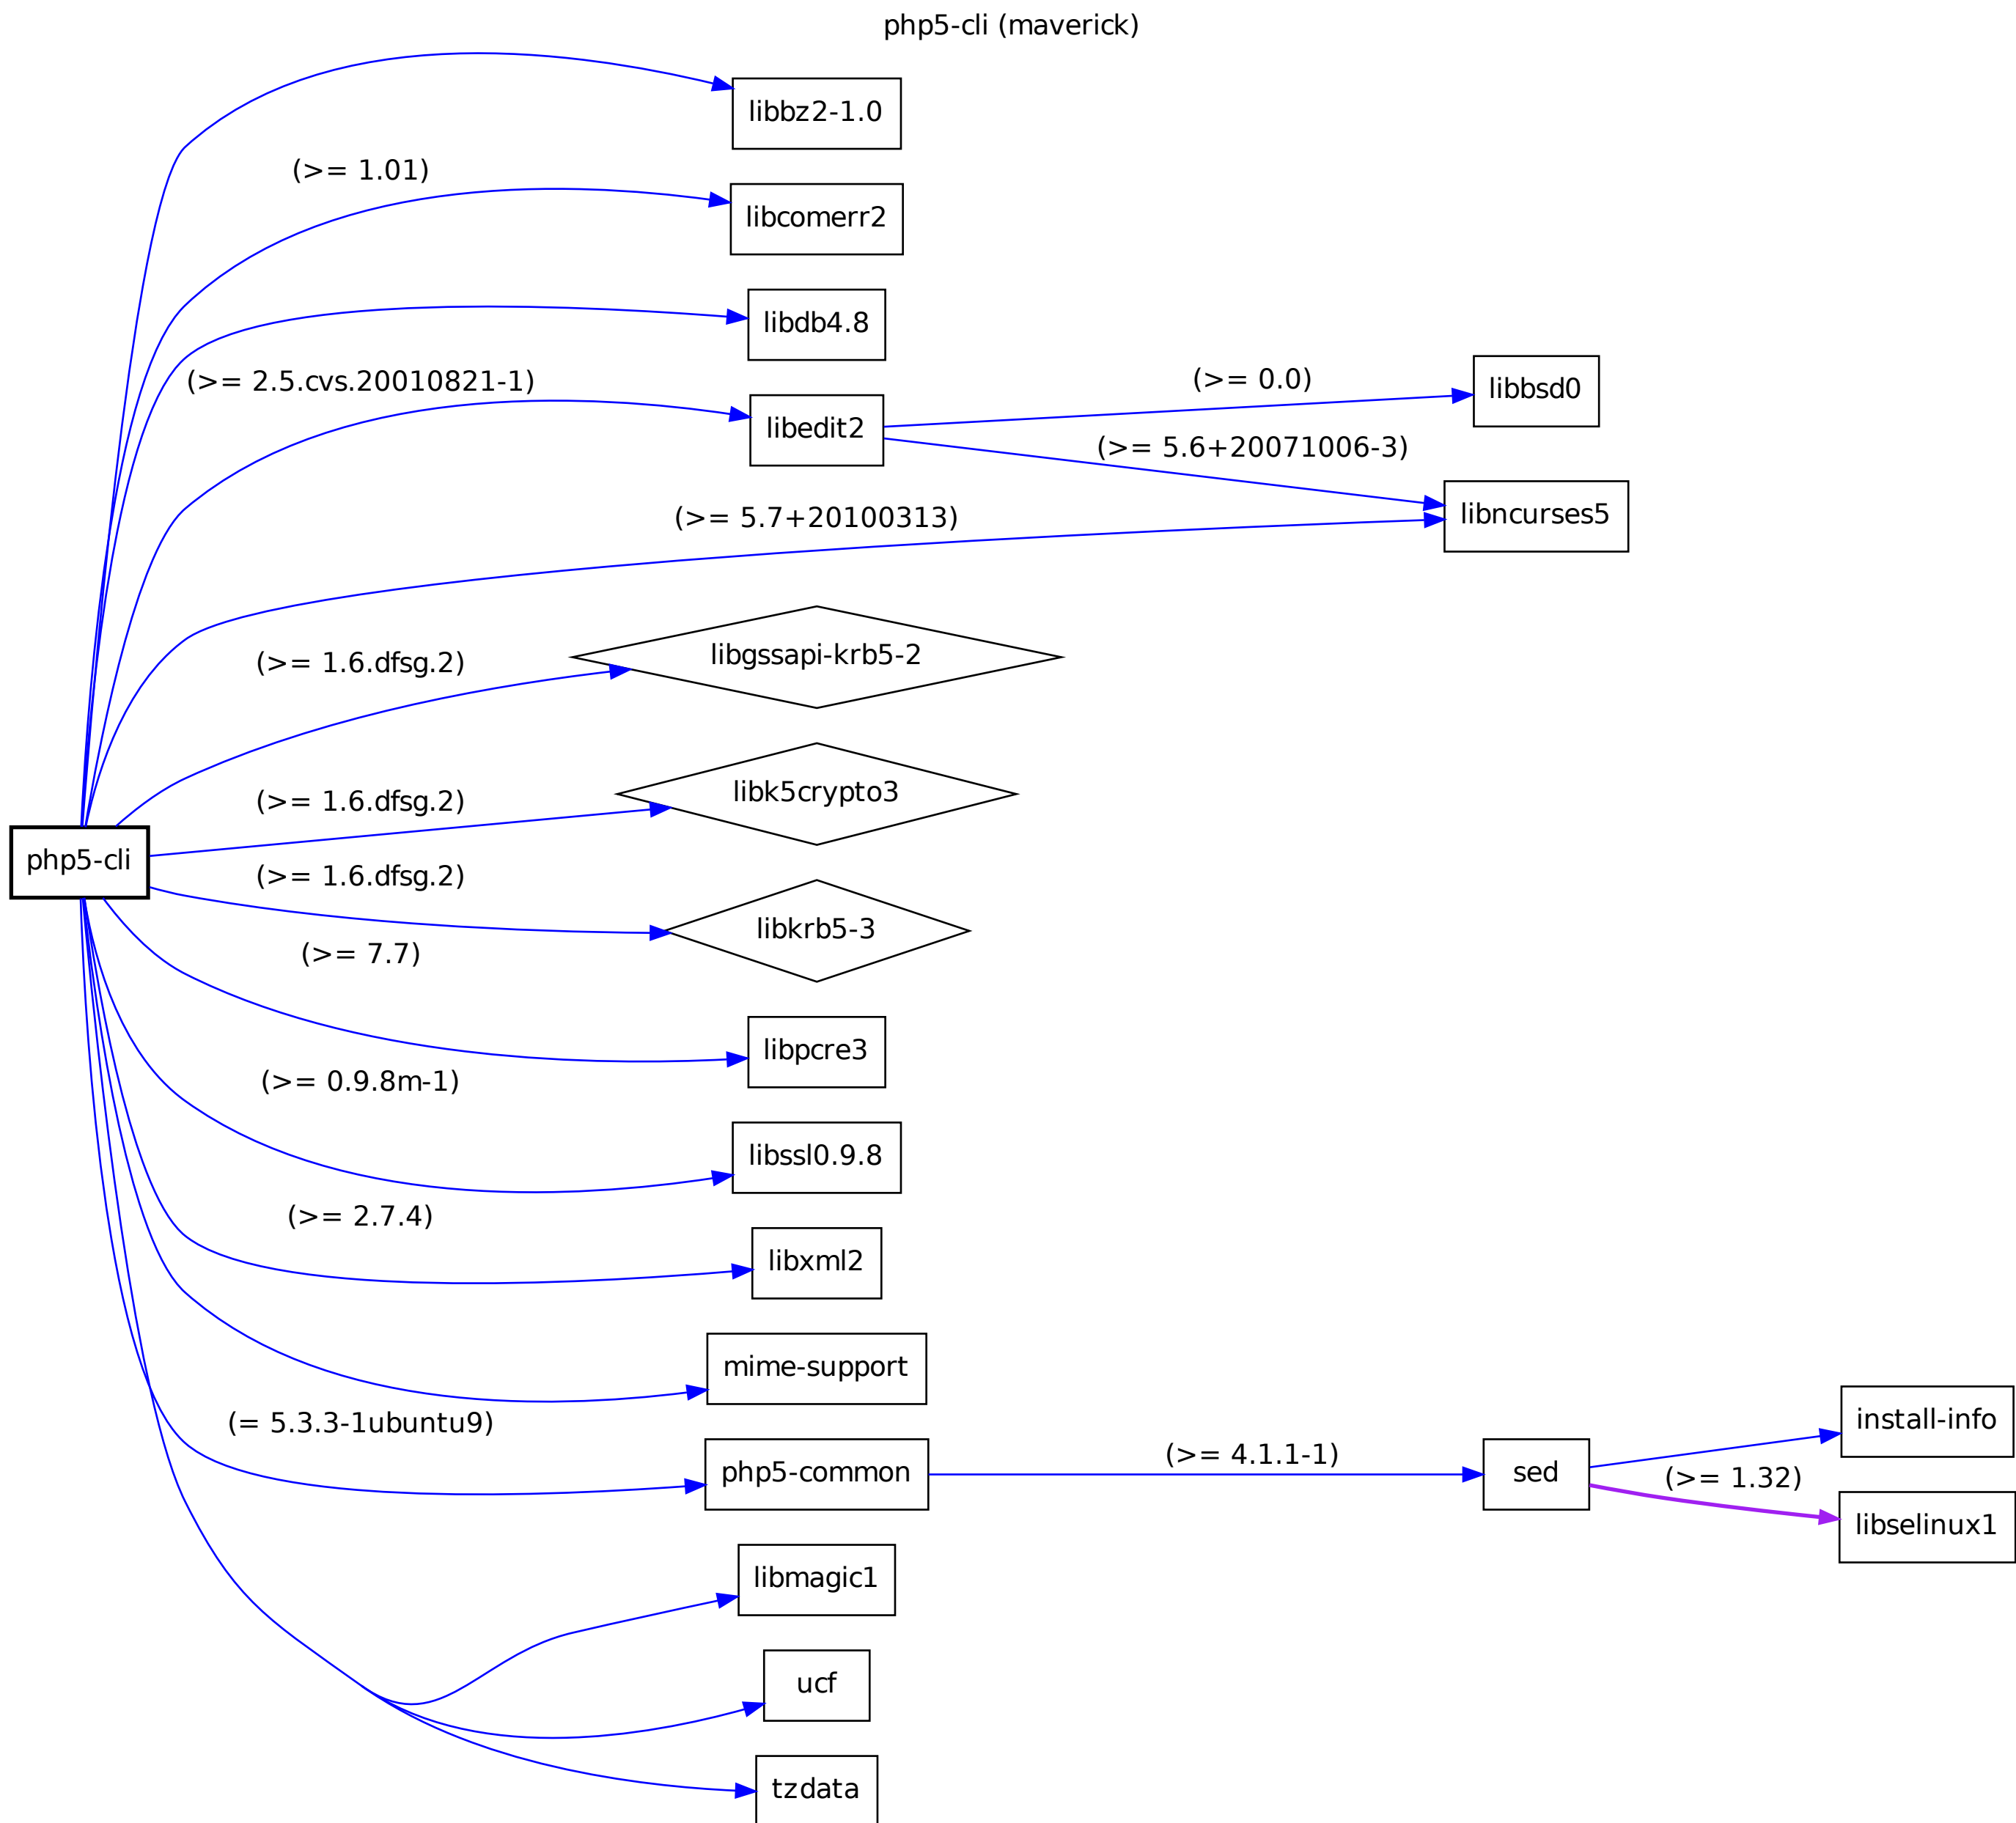 php5-cli (maverick)
libbz2-1.0
(>= 1.01)
libcomerr2
libdb4.8
(>= 2.5.cvs.20010821-1)
libedit2
(>= 0.0)
libbsd0
(>= 5.6+20071006-3)
(>= 5.7+20100313)
libncurses5
(>= 1.6.dfsg.2)
libgssapi-krb5-2
(>= 1.6.dfsg.2)
libk5crypto3
php5-cli
(>= 1.6.dfsg.2)
libkrb5-3
(>= 7.7)
libpcre3
(>= 0.9.8m-1)
libssl0.9.8
(>= 2.7.4)
libxml2
mime-support
(= 5.3.3-1ubuntu9)
php5-common
(>= 4.1.1-1)
sed
install-info
(>= 1.32)
libselinux1
libmagic1
ucf
tzdata